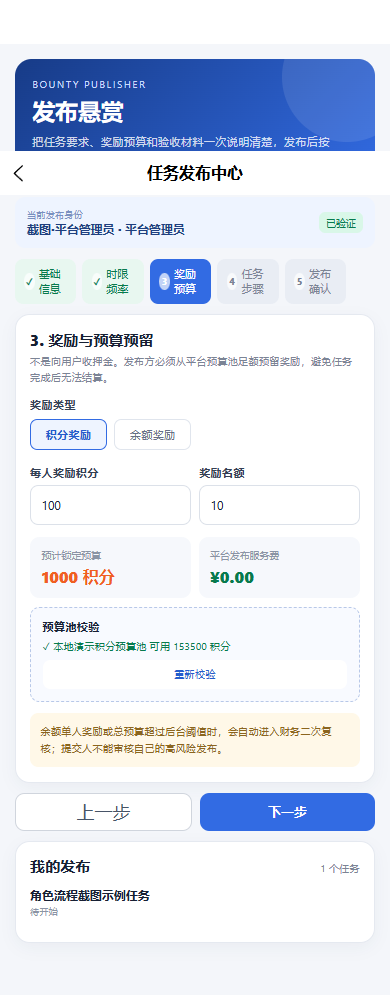 BOUNTY PUBLISHER
发布悬赏
把任务要求、奖励预算和验收材料一次说明清楚，发布后按
任务发布中心
当前发布身份
截图·平台管理员 · 平台管理员
已验证
✓ 基础信息
✓ 时限频率
3 奖励预算
4 任务步骤
5 发布确认
3. 奖励与预算预留
不是向用户收押金。发布方必须从平台预算池足额预留奖励，避免任务
完成后无法结算。
奖励类型
积分奖励 余额奖励
每人奖励积分 奖励名额
100 10
预计锁定预算 平台发布服务费
1000 积分 ¥0.00
预算池校验
✓ 本地演示积分预算池 可用 153500 积分
重新校验
余额单人奖励或总预算超过后台阈值时，会自动进入财务二次复
核；提交人不能审核自己的高风险发布。
上一步 下一步
我的发布 1 个任务
角色流程截图示例任务
待开始